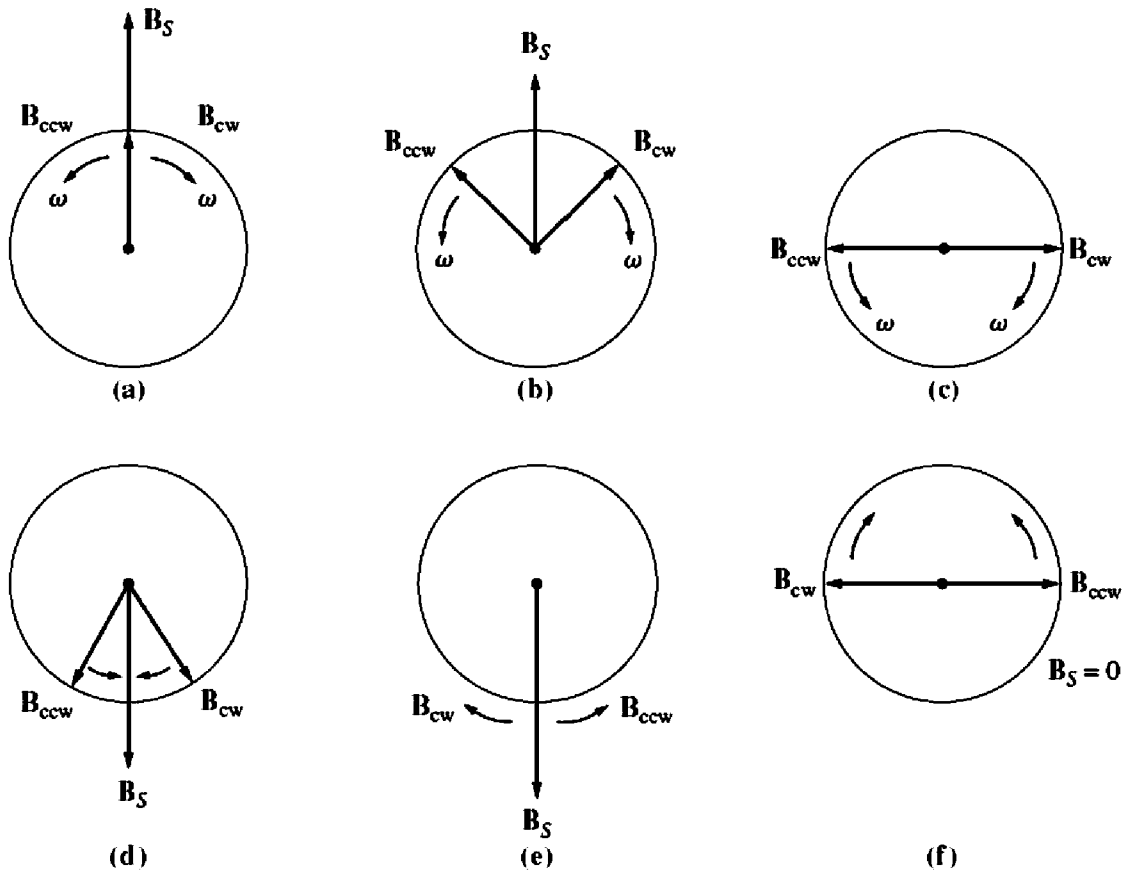 B_S
B_ccw B_cw
ω ω
(a)
B_S
B_ccw B_cw
ω ω
(b)
B_ccw B_cw
ω ω
(c)
B_ccw B_cw
B_S
(d)
B_cw B_ccw
B_S
(e)
B_cw B_ccw
B_S = 0
(f)